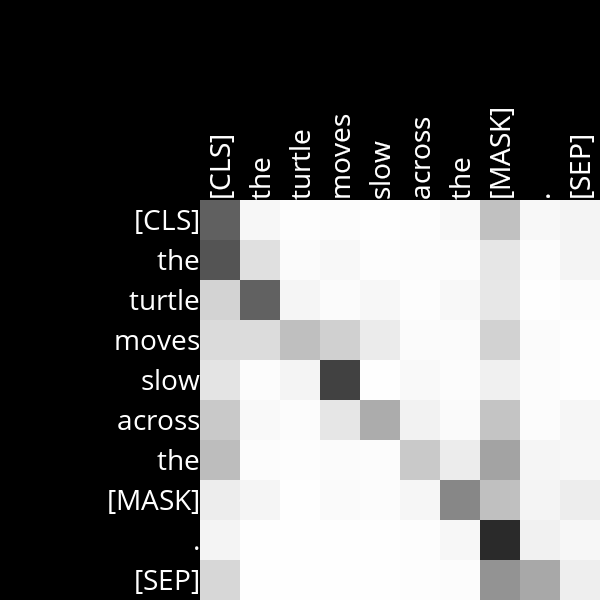 [CLS] the turtle moves slow across the [MASK] . [SEP]
[CLS]
the
turtle
moves
slow
across
the
[MASK]
.
[SEP]